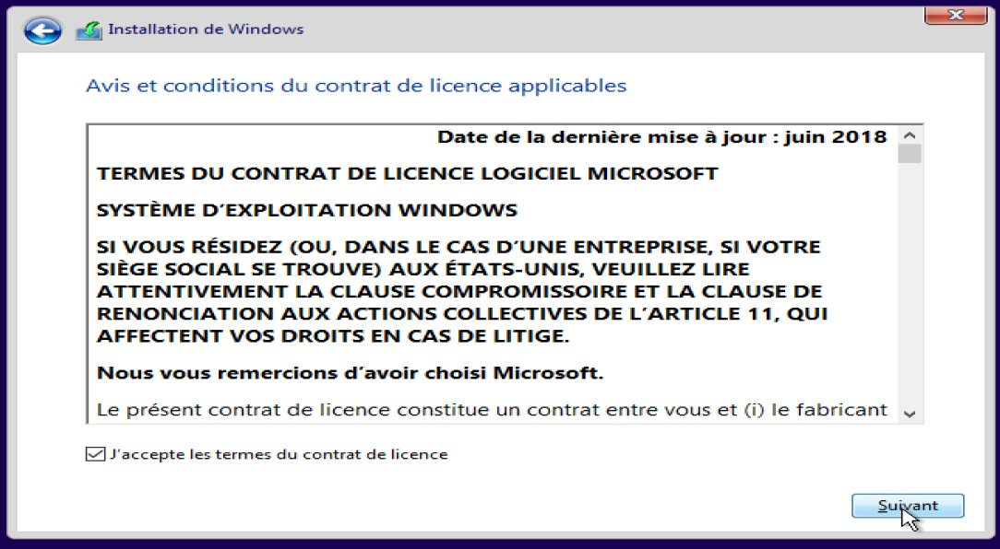 Installation de Windows
Avis et conditions du contrat de licence applicables
Date de la dernière mise à jour : juin 2018
TERMES DU CONTRAT DE LICENCE LOGICIEL MICROSOFT
SYSTÈME D’EXPLOITATION WINDOWS
SI VOUS RÉSIDEZ (OU, DANS LE CAS D’UNE ENTREPRISE, SI VOTRE
SIÈGE SOCIAL SE TROUVE) AUX ÉTATS-UNIS, VEUILLEZ LIRE
ATTENTIVEMENT LA CLAUSE COMPROMISSOIRE ET LA CLAUSE DE
RENONCIATION AUX ACTIONS COLLECTIVES DE L’ARTICLE 11, QUI
AFFECTENT VOS DROITS EN CAS DE LITIGE.
Nous vous remercions d’avoir choisi Microsoft.
Le présent contrat de licence constitue un contrat entre vous et (i) le fabricant
J’accepte les termes du contrat de licence
Suivant